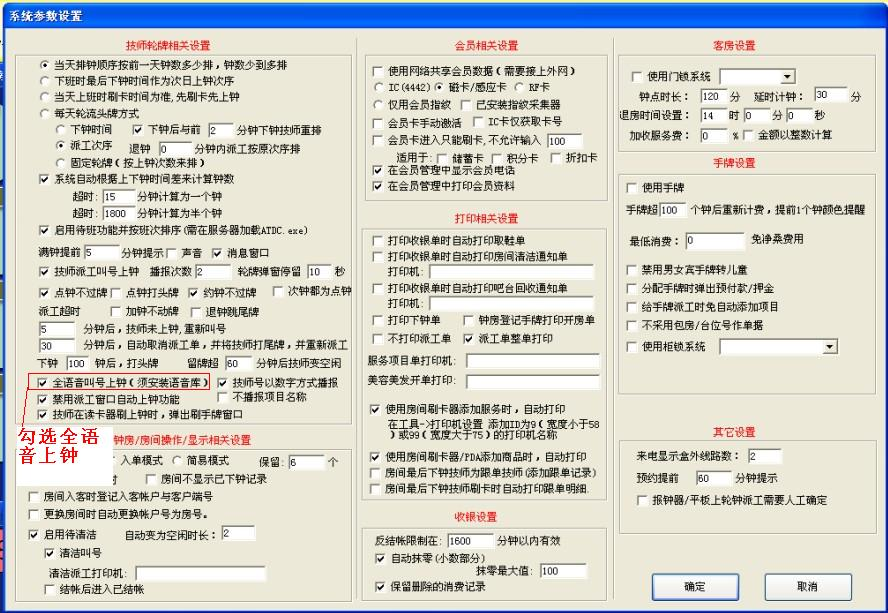 系统参数设置
技师轮牌相关设置
当天排钟顺序按前一天钟数多少排，钟数少到多排
下班时最后下钟时间作为次日上钟次序
当天上班时刷卡时间为准,先刷卡先上钟
每天轮流头牌方式
下钟时间 下钟后与前 2 分钟下钟技师重排
派工次序 退钟 0 分钟内派工按原次序排
固定轮牌（按上钟次数来排）
系统自动根据上下钟时间差来计算钟数
超时: 15 分钟计算为一个钟
超时: 1800 分钟计算为半个钟
启用待班功能并按班次排序(需在服务器加载ATDC.exe)
满钟提前 5 分钟提示 声音 消息窗口
技师派工叫号上钟 播报次数 2 轮牌弹窗停留 10 秒
点钟不过牌 点钟打头牌 约钟不过牌 次钟都为点钟
派工超时 加钟不动牌 退钟跳尾牌
5 分钟后，技师未上钟,重新叫号
30 分钟后，自动取消派工单，并将技师打尾牌，并重新派工
下钟 100 钟后，打头牌 留牌超 60 分钟后技师变空闲
全语音叫号上钟（须安装语音库） 技师号以数字方式播报
禁用派工窗口自动上钟功能 不播报项目名称
技师在读卡器刷上钟时，弹出刷手牌窗口
勾选全语
音上钟
钟房/房间操作/显示相关设置
入单模式 简易模式 保留: 6 个
时 房间不显示已下钟记录
房间入客时登记入客帐户与客户端号
更换房间时自动更换帐户号为房号。
启用待清洁 自动变为空闲时长: 2
清洁叫号
清洁派工打印机:
结帐后进入已结帐
会员相关设置
使用网络共享会员数据（需要接上外网）
IC(4442) 磁卡/感应卡 RF卡
仅用会员指纹 已安装指纹采集器
会员卡手动激活 IC卡仅获取卡号
会员卡进入只能刷卡,不允许输入 100
适用于: 储蓄卡 积分卡 折扣卡
在会员管理中显示会员电话
在会员管理中打印会员资料
打印相关设置
打印收银单时自动打印取鞋单
打印收银单时自动打印房间清洁通知单
打印机:
打印收银单时自动打印吧台回收通知单
打印机:
打印下钟单 钟房登记手牌打印开房单
不打印派工单 派工单整单打印
服务项目单打印机:
美容美发开单打印:
使用房间刷卡器添加服务时，自动打印
在工具->打印机设置 添加ID为9（宽度小于58
）或99（宽度大于75）的打印机名称
使用房间刷卡器/PDA添加商品时，自动打印
房间最后下钟技师为跟单技师（添加跟单记录）
房间最后下钟技师刷卡时自动打印跟单明细.
收银设置
反结帐限制在: 1600 分钟以内有效
自动抹零(小数部分)
抹零最大值: 100
保留删除的消费记录
客房设置
使用门锁系统
钟点时长: 120 分 延时计钟: 30 分
退房时间设置: 14 时 0 分 0 秒
加收服务费: 0 % 金额以整数计算
手牌设置
使用手牌
手牌超 100 个钟后重新计费，提前1个钟颜色提醒
最低消费: 0 免净桑费用
禁用男女宾手牌转儿童
分配手牌时弹出预付款/押金
给手牌派工时免自动添加项目
不采用包房/台位号作单据
使用柜锁系统
其它设置
来电显示盒外线路数: 2
预约提前 60 分钟提示
报钟器/平板上轮钟派工需要人工确定
确定
取消